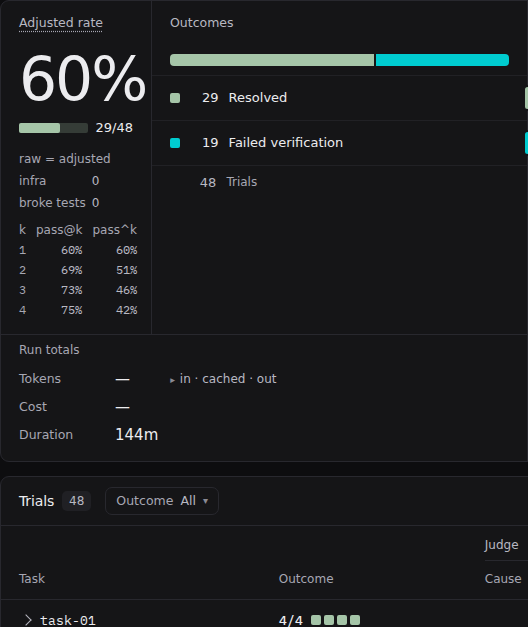 Adjusted rate
60%
29/48
raw = adjusted
infra 0
broke tests 0
k pass@k pass^k
1 60% 60%
2 69% 51%
3 73% 46%
4 75% 42%
Outcomes
29 Resolved
19 Failed verification
48 Trials
Run totals
Tokens — ▸ in · cached · out
Cost —
Duration 144m
Trials 48 Outcome All ▾
Judge
Task Outcome Cause
task-01 4/4